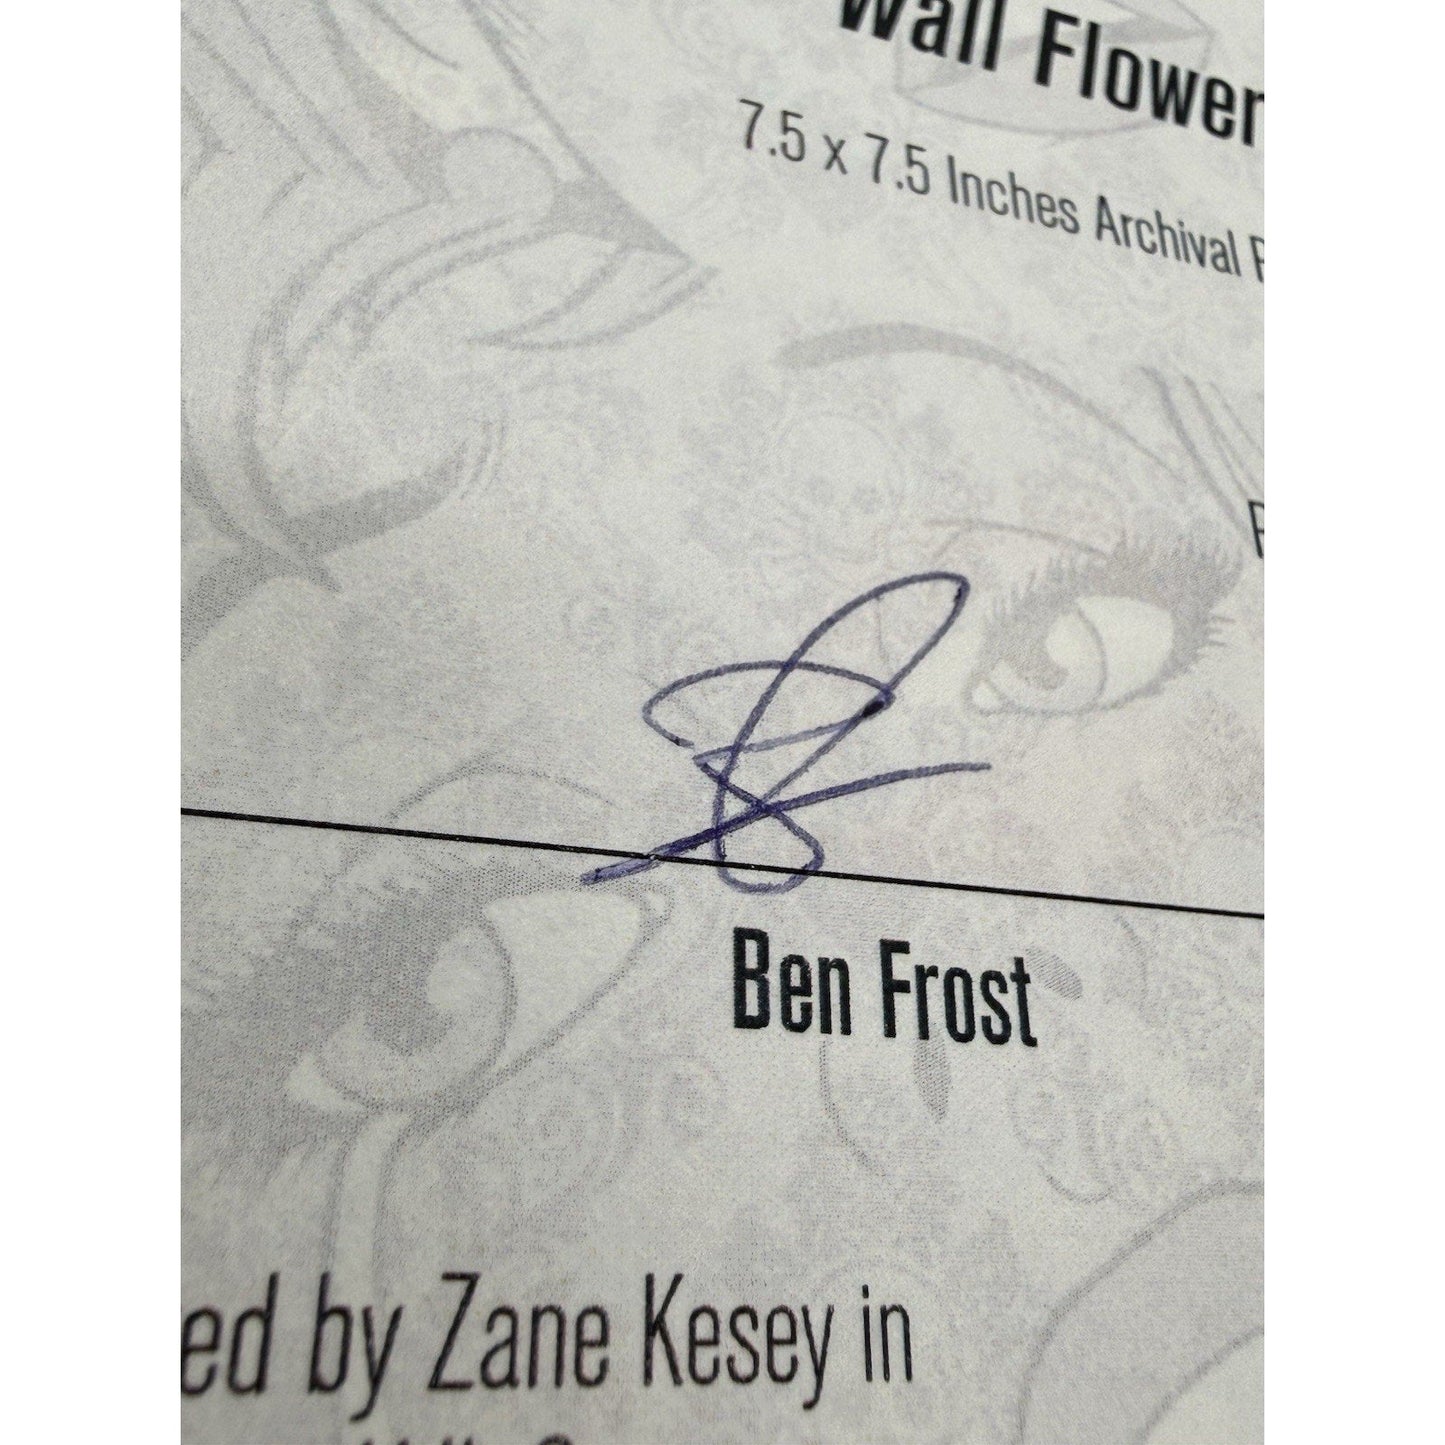 Wall Flower
7.5 x 7.5 Inches Archival
Ben Frost
ed by Zane Kesey in